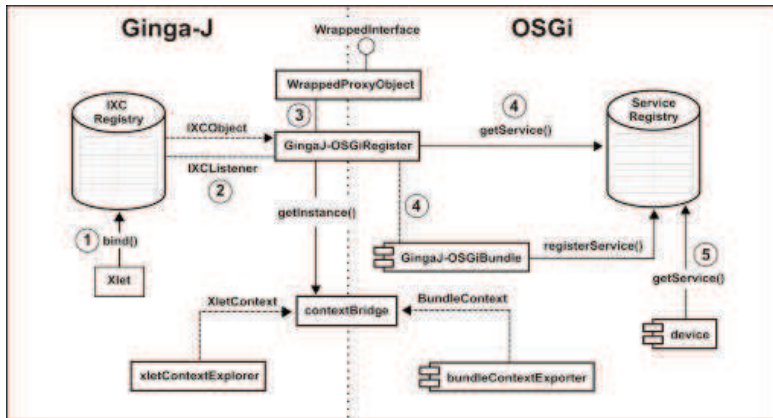 Ginga-J
OSGi
WrappedInterface
WrappedProxyObject
IXC
Registry
Service
Registry
3
4
IXCObject
GingaJ-OSGiRegister
getService()
IXCListener
2
4
getInstance()
1
bind()
GingaJ-OSGiBundle
registerService()
5
Xlet
getService()
XletContext
BundleContext
contextBridge
device
xletContextExplorer
bundleContextExporter